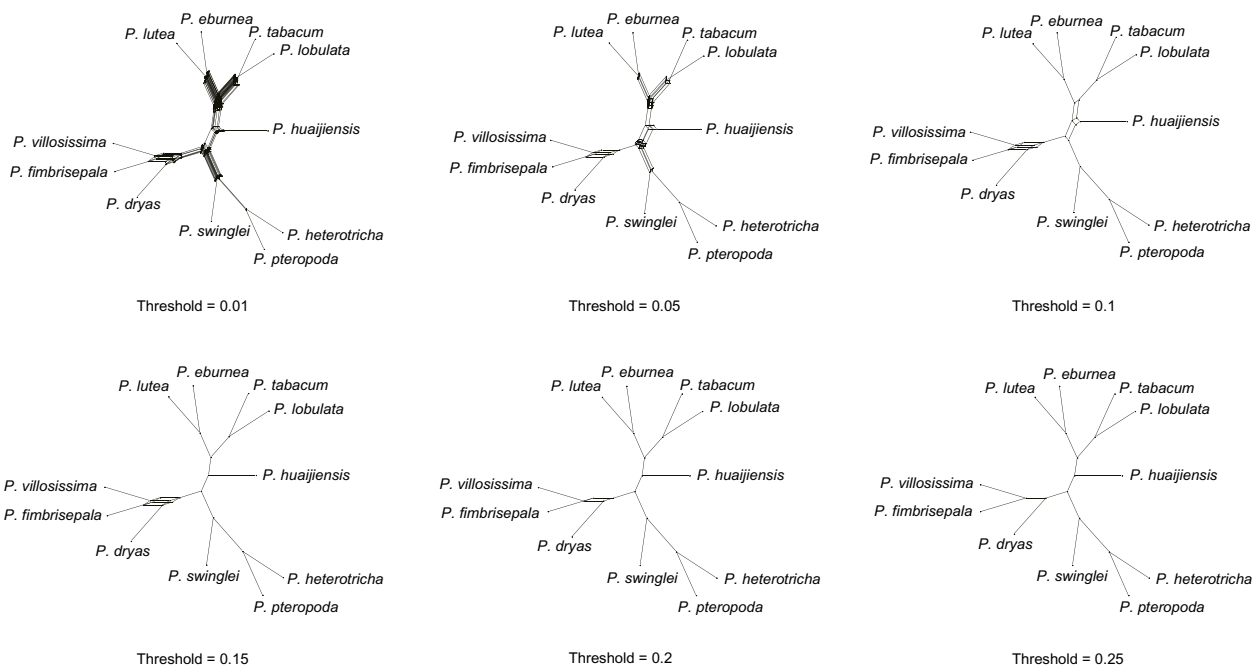 P. eburnea
P. lutea
P. tabacum
P. lobulata
P. huaijiensis
P. villosissima
P. fimbrisepala
P. dryas
P. swinglei
P. heterotricha
P. pteropoda
Threshold = 0.01
P. eburnea
P. lutea
P. tabacum
P. lobulata
P. huaijiensis
P. villosissima
P. fimbrisepala
P. dryas
P. swinglei
P. heterotricha
P. pteropoda
Threshold = 0.05
P. eburnea
P. lutea
P. tabacum
P. lobulata
P. huaijiensis
P. villosissima
P. fimbrisepala
P. dryas
P. swinglei
P. heterotricha
P. pteropoda
Threshold = 0.1
P. eburnea
P. lutea
P. tabacum
P. lobulata
P. huaijiensis
P. villosissima
P. fimbrisepala
P. dryas
P. swinglei
P. heterotricha
P. pteropoda
Threshold = 0.15
P. eburnea
P. lutea
P. tabacum
P. lobulata
P. huaijiensis
P. villosissima
P. fimbrisepala
P. dryas
P. swinglei
P. heterotricha
P. pteropoda
Threshold = 0.2
P. eburnea
P. lutea
P. tabacum
P. lobulata
P. huaijiensis
P. villosissima
P. fimbrisepala
P. dryas
P. swinglei
P. heterotricha
P. pteropoda
Threshold = 0.25